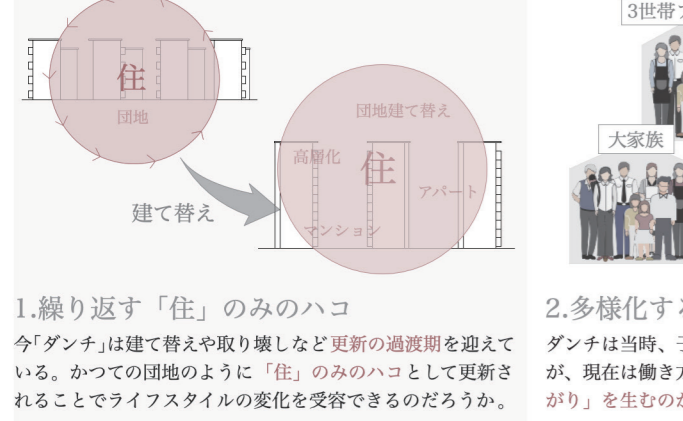 住
団地
建て替え
団地建て替え
高層化
住
アパート
マンション
1.繰り返す「住」のみのハコ
今「ダンチ」は建て替えや取り壊しなど更新の過渡期を迎えて
いる。かつての団地のように「住」のみのハコとして更新さ
れることでライフスタイルの変化を受容できるのだろうか。
3世帯
大家族
2.多様化す
ダンチは当時、
が、現在は働き
がり」を生むの